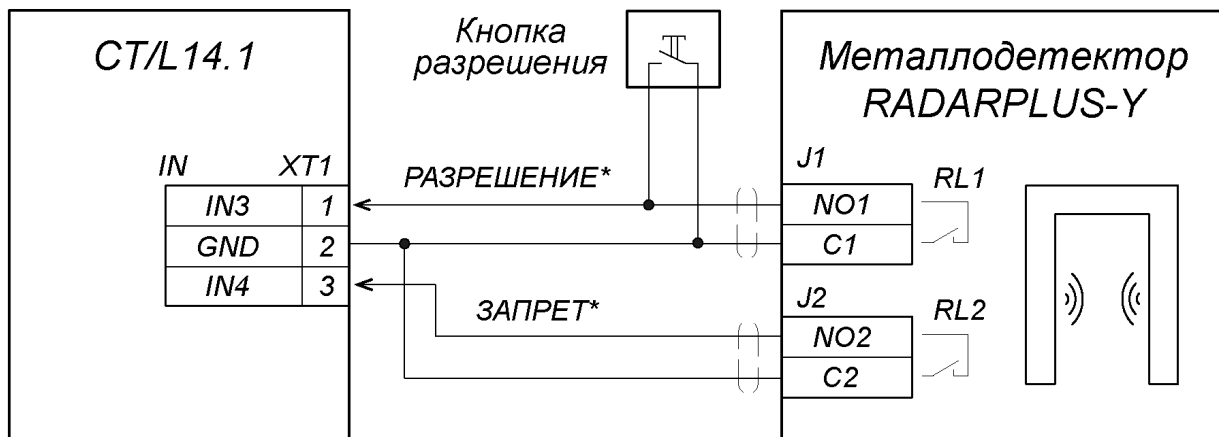 CT/L14.1
Кнопка
разрешения
Металлодетектор
RADARPLUS-Y
IN XT1
IN3 1
GND 2
IN4 3
РАЗРЕШЕНИЕ*
ЗАПРЕТ*
J1
NO1
C1
RL1
J2
NO2
C2
RL2